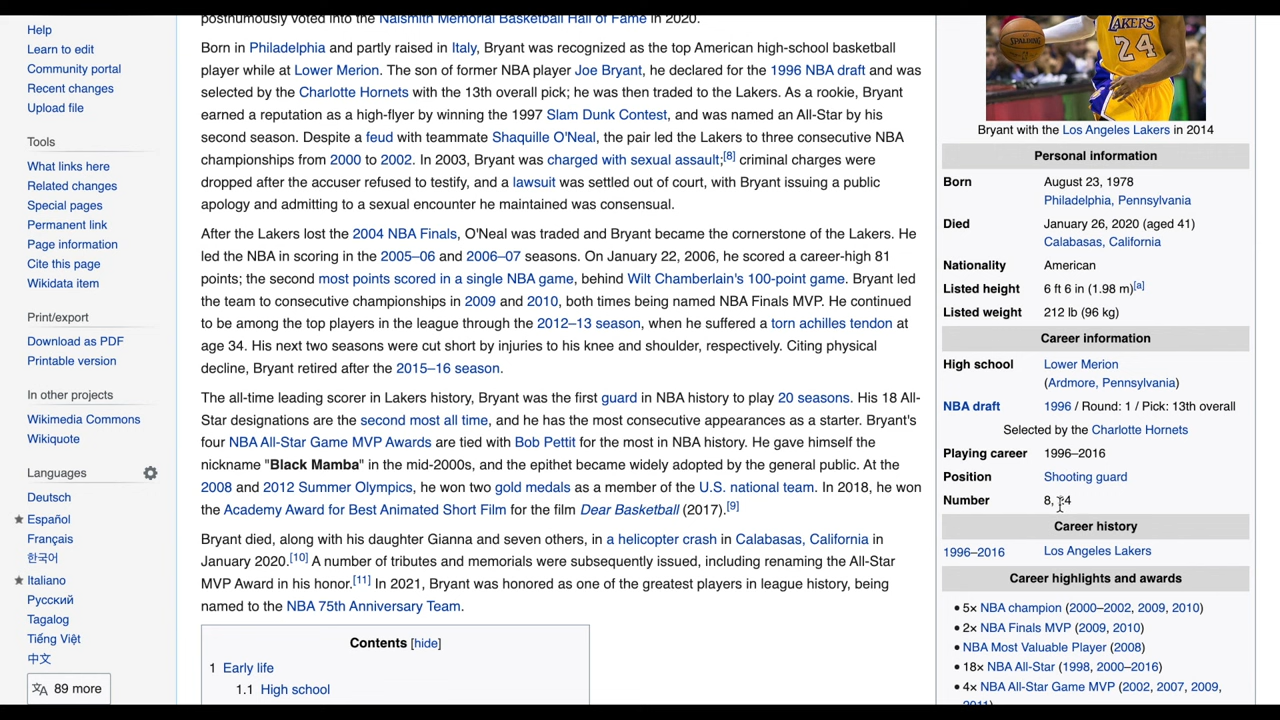 Help
Learn to edit
Community portal
Recent changes
Upload file
Tools
What links here
Related changes
Special pages
Permanent link
Page information
Cite this page
Wikidata item
Print/export
Download as PDF
Printable version
In other projects
Wikimedia Commons
Wikiquote
Languages
Deutsch
Español
Français
한국어
Italiano
Русский
Tagalog
Tiếng Việt
中文
89 more
posthumously voted into the Naismith Memorial Basketball Hall of Fame in 2020.
Born in Philadelphia and partly raised in Italy, Bryant was recognized as the top American high-school basketball
player while at Lower Merion. The son of former NBA player Joe Bryant, he declared for the 1996 NBA draft and was
selected by the Charlotte Hornets with the 13th overall pick; he was then traded to the Lakers. As a rookie, Bryant
earned a reputation as a high-flyer by winning the 1997 Slam Dunk Contest, and was named an All-Star by his
second season. Despite a feud with teammate Shaquille O'Neal, the pair led the Lakers to three consecutive NBA
championships from 2000 to 2002. In 2003, Bryant was charged with sexual assault;[8] criminal charges were
dropped after the accuser refused to testify, and a lawsuit was settled out of court, with Bryant issuing a public
apology and admitting to a sexual encounter he maintained was consensual.
After the Lakers lost the 2004 NBA Finals, O'Neal was traded and Bryant became the cornerstone of the Lakers. He
led the NBA in scoring in the 2005–06 and 2006–07 seasons. On January 22, 2006, he scored a career-high 81
points; the second most points scored in a single NBA game, behind Wilt Chamberlain's 100-point game. Bryant led
the team to consecutive championships in 2009 and 2010, both times being named NBA Finals MVP. He continued
to be among the top players in the league through the 2012–13 season, when he suffered a torn achilles tendon at
age 34. His next two seasons were cut short by injuries to his knee and shoulder, respectively. Citing physical
decline, Bryant retired after the 2015–16 season.
The all-time leading scorer in Lakers history, Bryant was the first guard in NBA history to play 20 seasons. His 18 All-
Star designations are the second most all time, and he has the most consecutive appearances as a starter. Bryant's
four NBA All-Star Game MVP Awards are tied with Bob Pettit for the most in NBA history. He gave himself the
nickname "Black Mamba" in the mid-2000s, and the epithet became widely adopted by the general public. At the
2008 and 2012 Summer Olympics, he won two gold medals as a member of the U.S. national team. In 2018, he won
the Academy Award for Best Animated Short Film for the film Dear Basketball (2017).[9]
Bryant died, along with his daughter Gianna and seven others, in a helicopter crash in Calabasas, California in
January 2020.[10] A number of tributes and memorials were subsequently issued, including renaming the All-Star
MVP Award in his honor.[11] In 2021, Bryant was honored as one of the greatest players in league history, being
named to the NBA 75th Anniversary Team.
Contents [hide]
1 Early life
1.1 High school
SPALDING
LAKERS
24
Bryant with the Los Angeles Lakers in 2014
Personal information
Born August 23, 1978
Philadelphia, Pennsylvania
Died January 26, 2020 (aged 41)
Calabasas, California
Nationality American
Listed height 6 ft 6 in (1.98 m)[a]
Listed weight 212 lb (96 kg)
Career information
High school Lower Merion
(Ardmore, Pennsylvania)
NBA draft 1996 / Round: 1 / Pick: 13th overall
Selected by the Charlotte Hornets
Playing career 1996–2016
Position Shooting guard
Number 8, 24
Career history
1996–2016 Los Angeles Lakers
Career highlights and awards
• 5× NBA champion (2000–2002, 2009, 2010)
• 2× NBA Finals MVP (2009, 2010)
• NBA Most Valuable Player (2008)
• 18× NBA All-Star (1998, 2000–2016)
• 4× NBA All-Star Game MVP (2002, 2007, 2009,
2011)